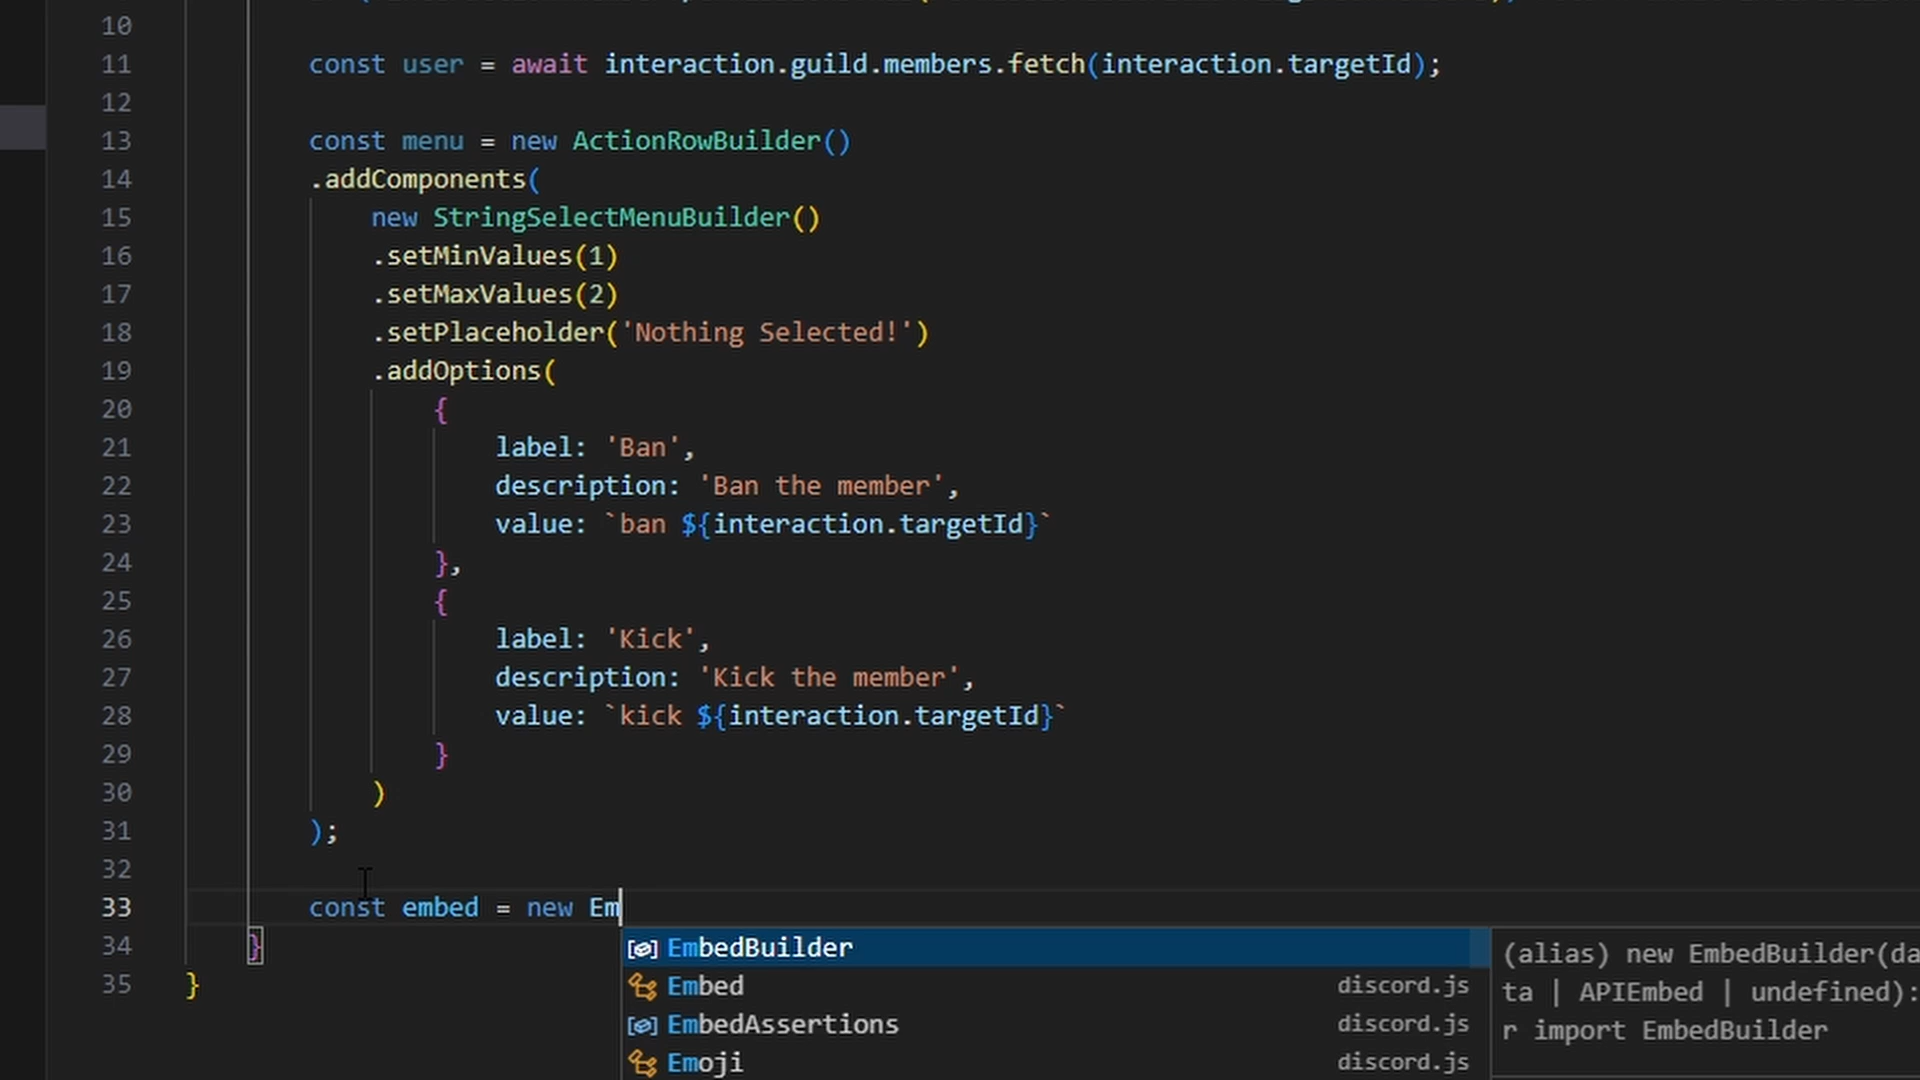 10
11 const user = await interaction.guild.members.fetch(interaction.targetId);
12
13 const menu = new ActionRowBuilder()
14 .addComponents(
15 new StringSelectMenuBuilder()
16 .setMinValues(1)
17 .setMaxValues(2)
18 .setPlaceholder('Nothing Selected!')
19 .addOptions(
20 {
21 label: 'Ban',
22 description: 'Ban the member',
23 value: `ban ${interaction.targetId}`
24 },
25 {
26 label: 'Kick',
27 description: 'Kick the member',
28 value: `kick ${interaction.targetId}`
29 }
30 )
31 );
32
33 const embed = new Em
34 }
35 }
EmbedBuilder
Embed discord.js
EmbedAssertions discord.js
Emoji discord.js
(alias) new EmbedBuilder(da
ta | APIEmbed | undefined):
r import EmbedBuilder